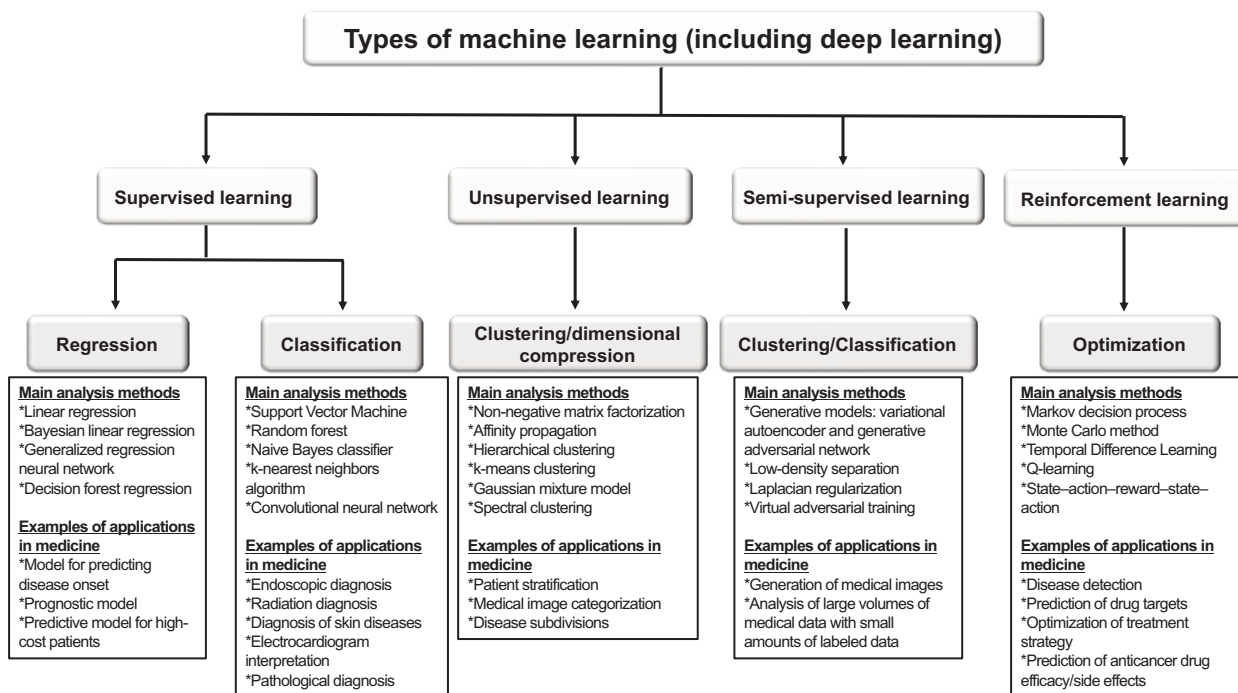 Types of machine learning (including deep learning)
Supervised learning
Unsupervised learning
Semi-supervised learning
Reinforcement learning
Regression
Main analysis methods
*Linear regression
*Bayesian linear regression
*Generalized regression
neural network
*Decision forest regression
Examples of applications
in medicine
*Model for predicting
disease onset
*Prognostic model
*Predictive model for high-
cost patients
Classification
Main analysis methods
*Support Vector Machine
*Random forest
*Naive Bayes classifier
*k-nearest neighbors
algorithm
*Convolutional neural network
Examples of applications
in medicine
*Endoscopic diagnosis
*Radiation diagnosis
*Diagnosis of skin diseases
*Electrocardiogram
interpretation
*Pathological diagnosis
Clustering/dimensional
compression
Main analysis methods
*Non-negative matrix factorization
*Affinity propagation
*Hierarchical clustering
*k-means clustering
*Gaussian mixture model
*Spectral clustering
Examples of applications in
medicine
*Patient stratification
*Medical image categorization
*Disease subdivisions
Clustering/Classification
Main analysis methods
*Generative models: variational
autoencoder and generative
adversarial network
*Low-density separation
*Laplacian regularization
*Virtual adversarial training
Examples of applications in
medicine
*Generation of medical images
*Analysis of large volumes of
medical data with small
amounts of labeled data
Optimization
Main analysis methods
*Markov decision process
*Monte Carlo method
*Temporal Difference Learning
*Q-learning
*State–action–reward–state–
action
Examples of applications in
medicine
*Disease detection
*Prediction of drug targets
*Optimization of treatment
strategy
*Prediction of anticancer drug
efficacy/side effects